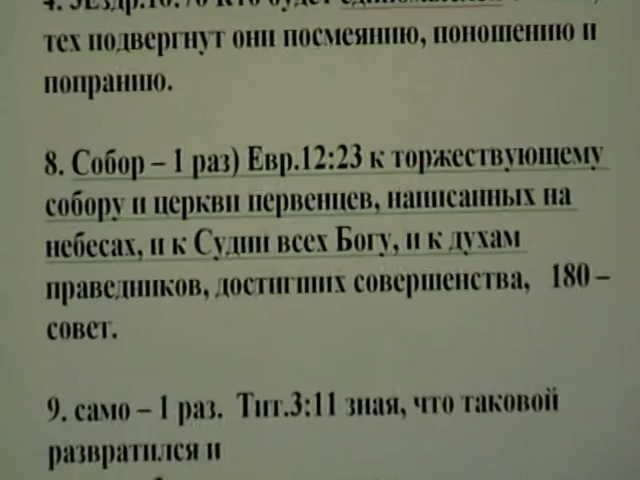 тех подвергнут они посмеянию, поношению и
попранию.
8. Собор – 1 раз) Евр.12:23 к торжествующему
собору и церкви первенцев, написанных на
небесах, и к Судии всех Богу, и к духам
праведников, достигших совершенства, 180 –
совет.
9. само – 1 раз. Тит.3:11 зная, что таковой
развратился и